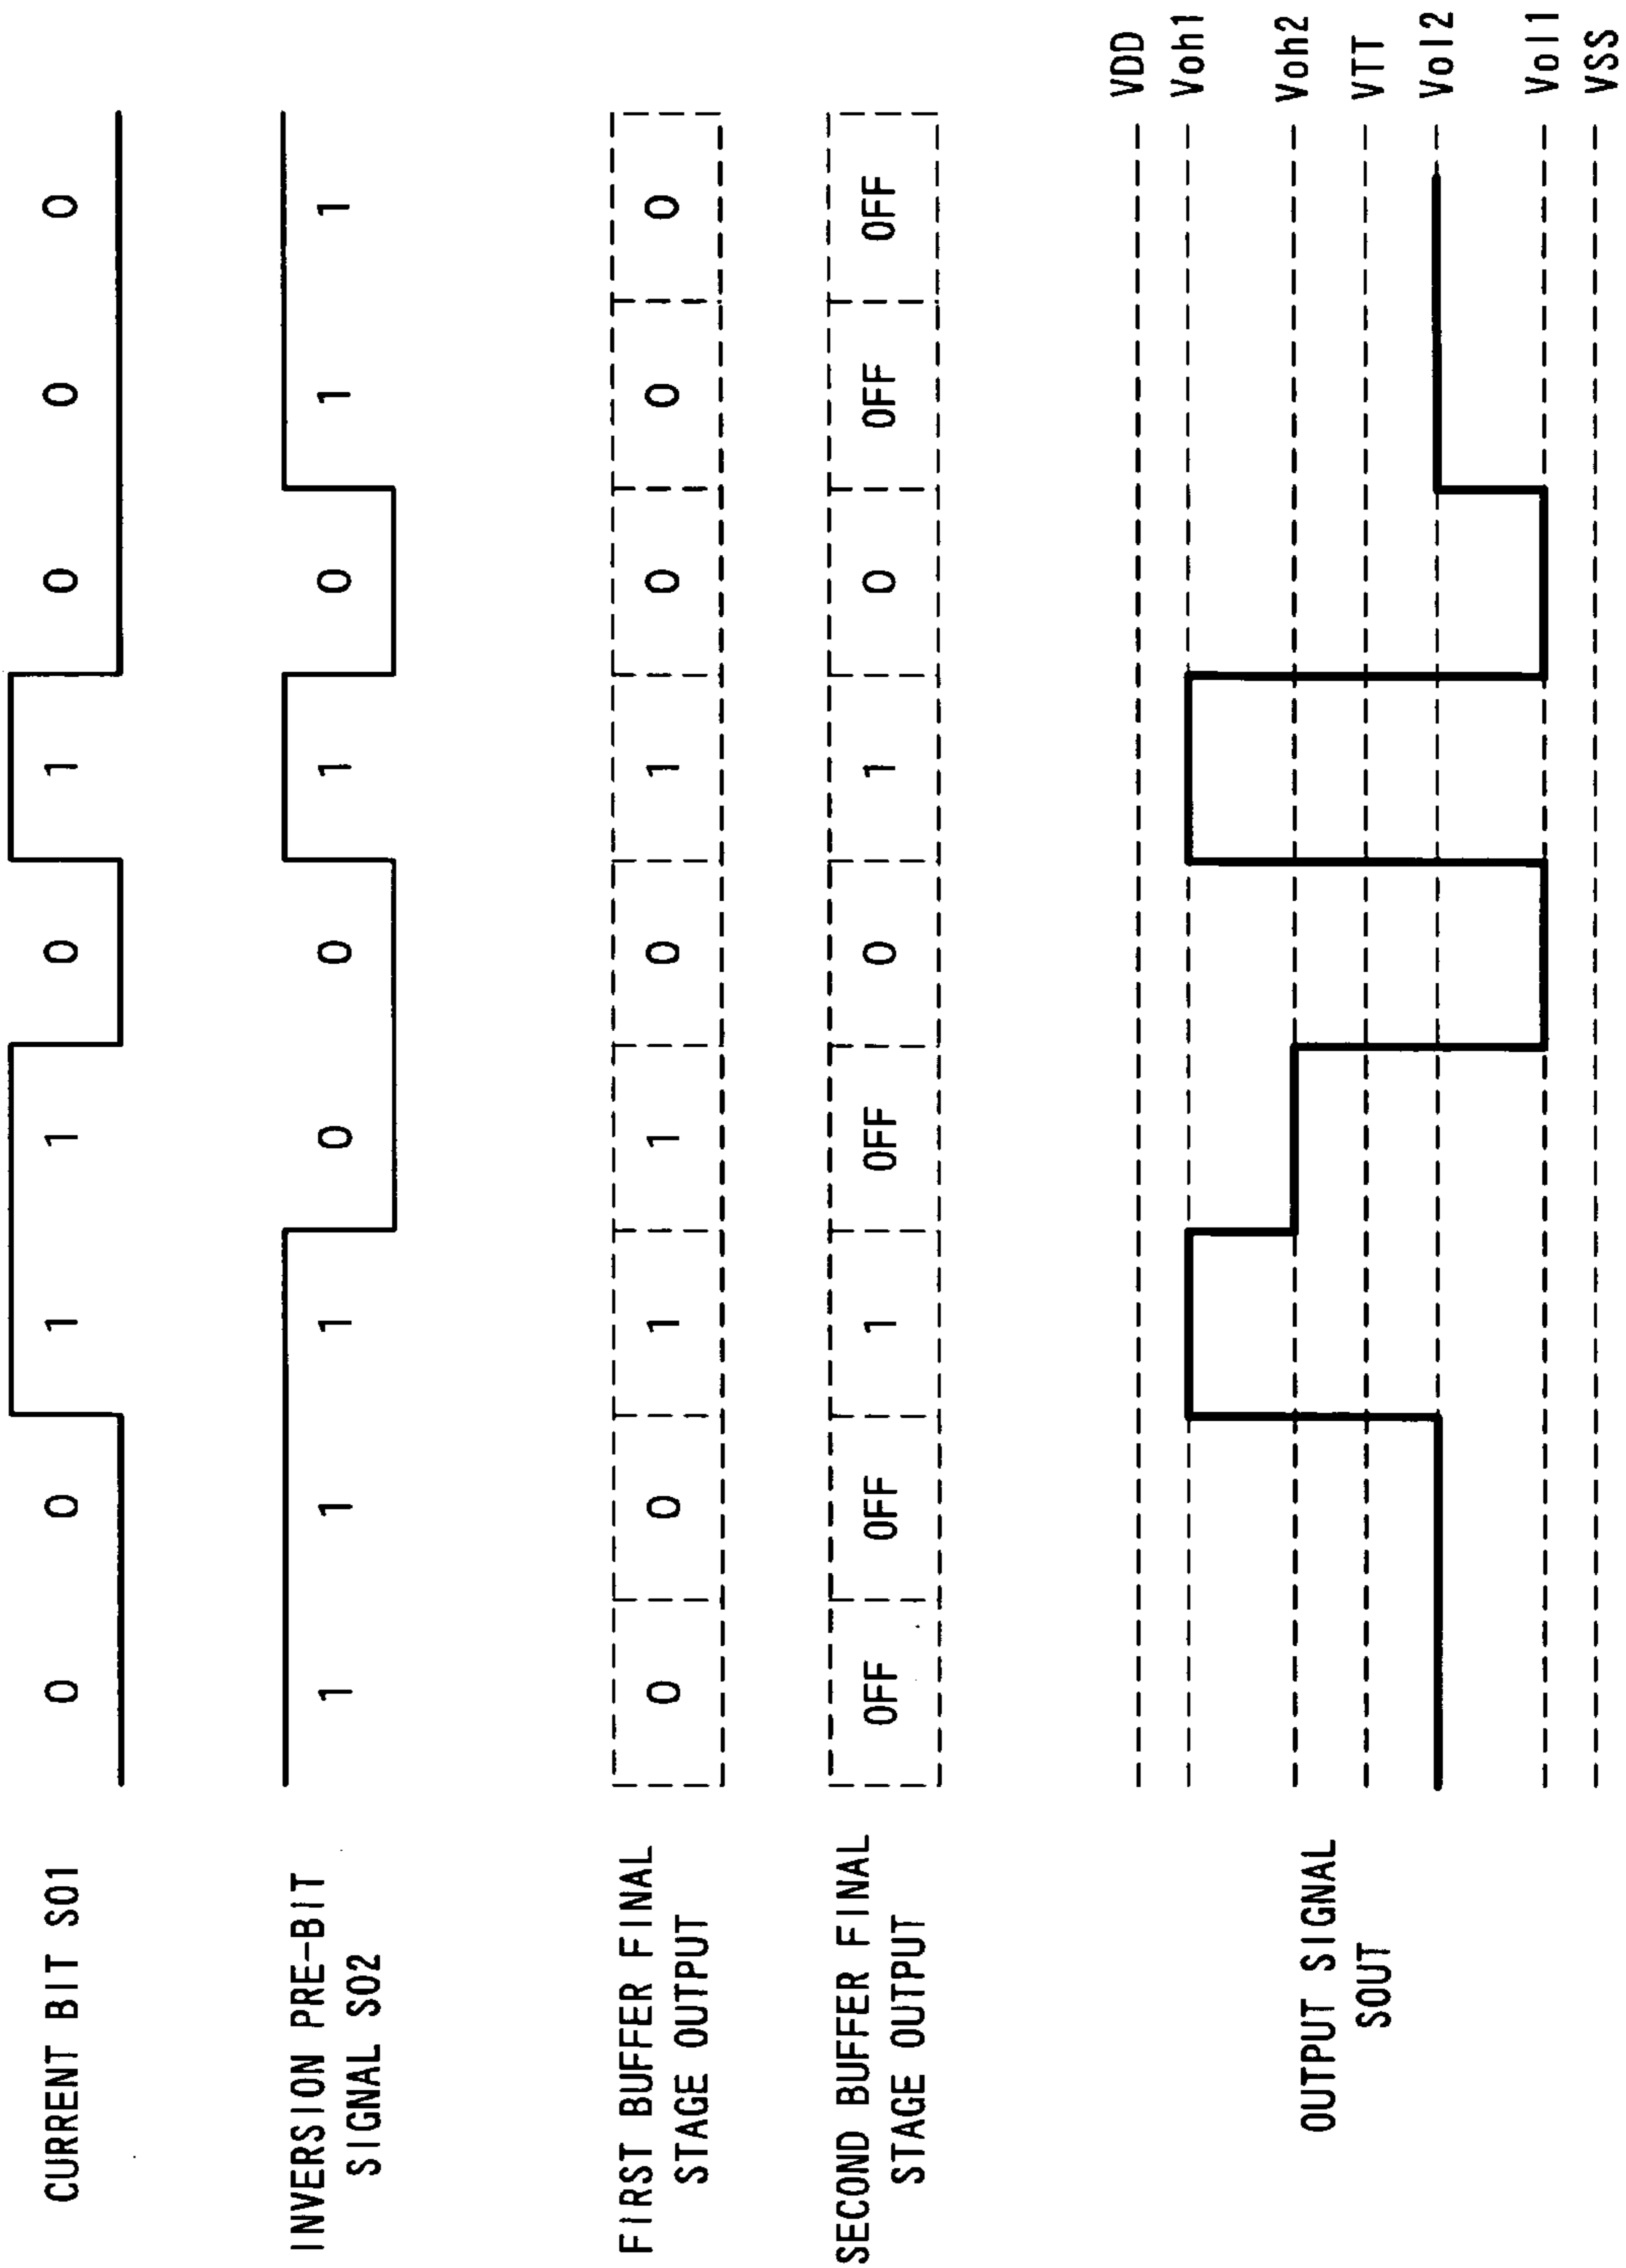 CURRENT BIT S01
0 0 1 1 0 1 0 0 0
INVERSION PRE-BIT
SIGNAL S02
1 1 1 0 0 1 0 1 1
FIRST BUFFER FINAL
STAGE OUTPUT
0 0 1 1 0 1 0 0 0
SECOND BUFFER FINAL
STAGE OUTPUT
OFF OFF 1 OFF 0 1 0 OFF OFF
OUTPUT SIGNAL
SOUT
VDD
Voh1
Voh2
VTT
Vol2
Vol1
VSS